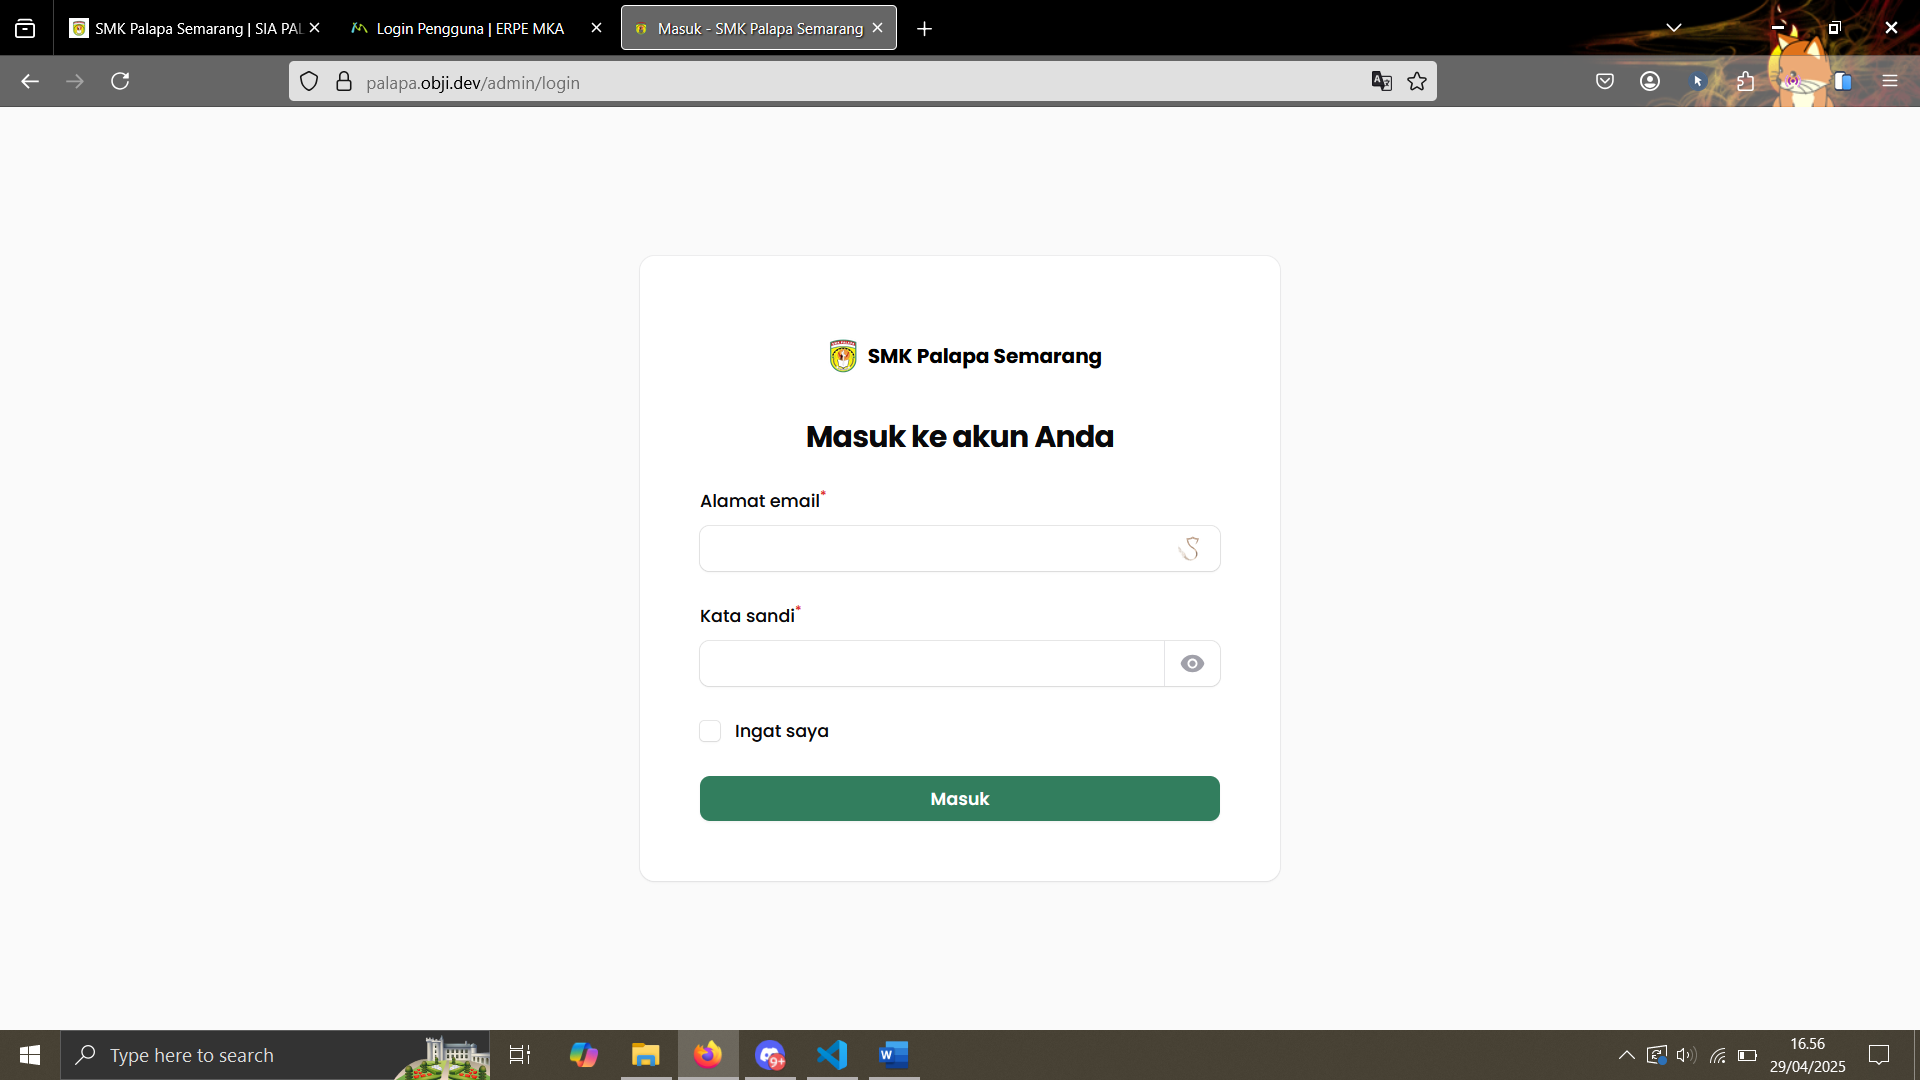 SMK Palapa Semarang | SIA PAL
Login Pengguna | ERPE MKA
Masuk - SMK Palapa Semarang
palapa.obji.dev/admin/login
SMK Palapa Semarang
Masuk ke akun Anda
Alamat email*
Kata sandi*
Ingat saya
Masuk
Type here to search
9+
16.56
29/04/2025